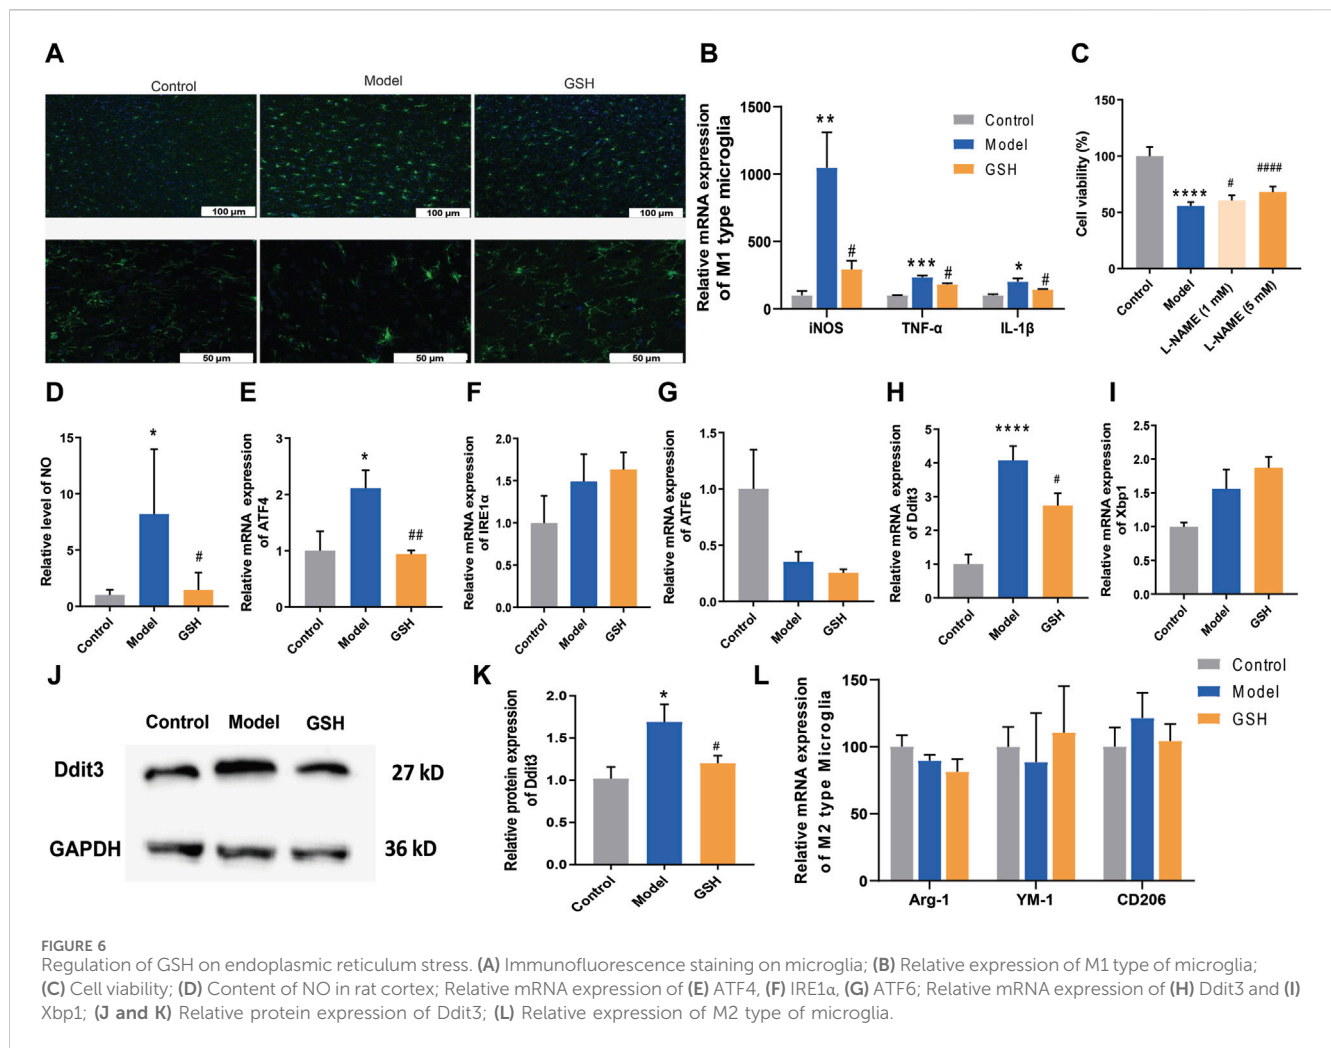 A
Control
Model
GSH
100 µm
100 µm
100 µm
50 µm
50 µm
50 µm
B
Relative mRNA expression
of M1 type microglia
1500
1000
500
0
**
#
***
#
*
#
iNOS
TNF-α
IL-1β
Control
Model
GSH
C
Cell viability (%)
150
100
50
0
****
#
####
Control
Model
L-NAME (1 mM)
L-NAME (5 mM)
D
Relative level of NO
15
10
5
0
*
#
Control
Model
GSH
E
Relative mRNA expression
of ATF4
3
2
1
0
*
##
Control
Model
GSH
F
Relative mRNA expression
of IRE1α
2.0
1.5
1.0
0.5
0.0
Control
Model
GSH
G
Relative mRNA expression
of ATF6
1.5
1.0
0.5
0.0
Control
Model
GSH
H
Relative mRNA expression
of Ddit3
5
4
3
2
1
0
****
#
Control
Model
GSH
I
Relative mRNA expression
of Xbp1
2.5
2.0
1.5
1.0
0.5
0.0
Control
Model
GSH
J
Control Model GSH
Ddit3 27 kD
GAPDH 36 kD
K
Relative protein expression
of Ddit3
2.0
1.5
1.0
0.5
0.0
*
#
Control
Model
GSH
L
Relative mRNA expression
of M2 type Microglia
150
100
50
0
Arg-1
YM-1
CD206
Control
Model
GSH
FIGURE 6
Regulation of GSH on endoplasmic reticulum stress. (A) Immunofluorescence staining on microglia; (B) Relative expression of M1 type of microglia;
(C) Cell viability; (D) Content of NO in rat cortex; Relative mRNA expression of (E) ATF4, (F) IRE1α, (G) ATF6; Relative mRNA expression of (H) Ddit3 and (I)
Xbp1; (J and K) Relative protein expression of Ddit3; (L) Relative expression of M2 type of microglia.